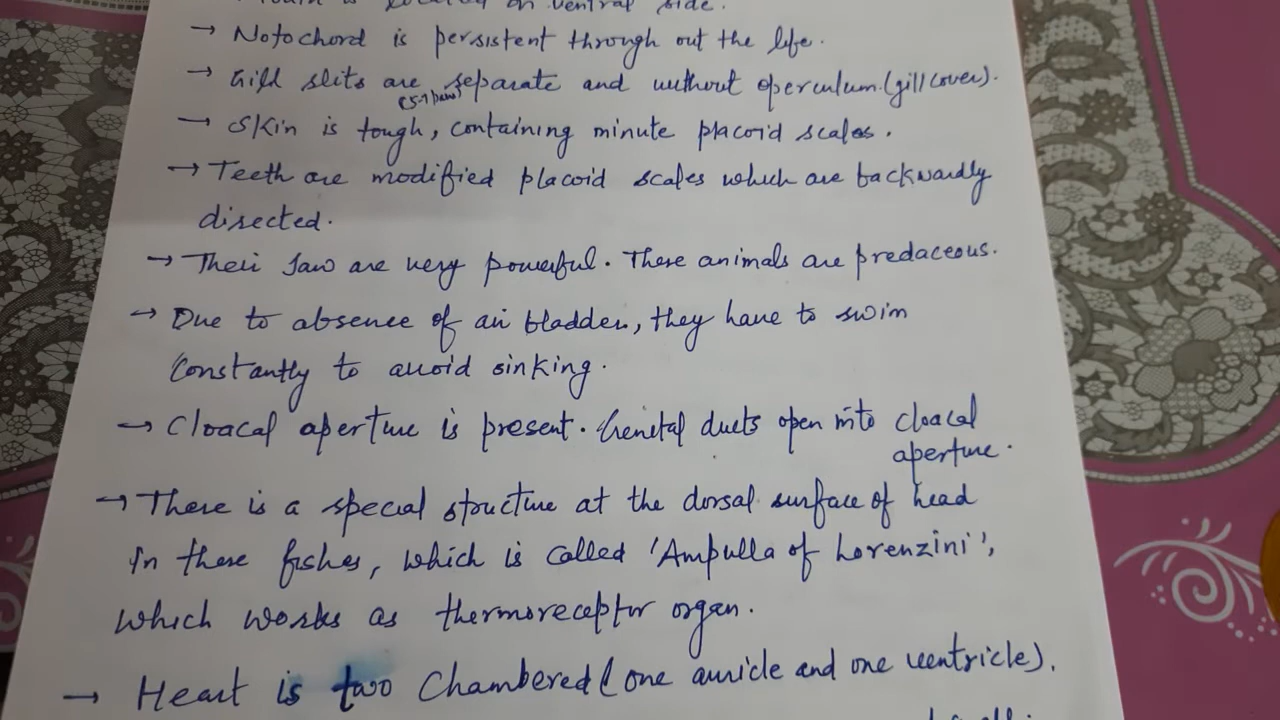 is located on ventral side.
→ Notochord is persistent through out the life.
→ Gill slits are separate and without operculum.(gill cover).
→ Skin is tough, containing minute placoid scales.
→ Teeth are modified placoid scales which are backwardly
directed.
→ Their Jaw are very powerful. These animals are predaceous.
→ Due to absence of air bladder, they have to swim
constantly to avoid sinking.
→ Cloacal aperture is present. Genital ducts open into cloacal
aperture.
→ There is a special structure at the dorsal surface of head
in these fishes, which is called 'Ampulla of Lorenzini',
which works as thermoreceptor organ.
→ Heart is two Chambered (one auricle and one ventricle).